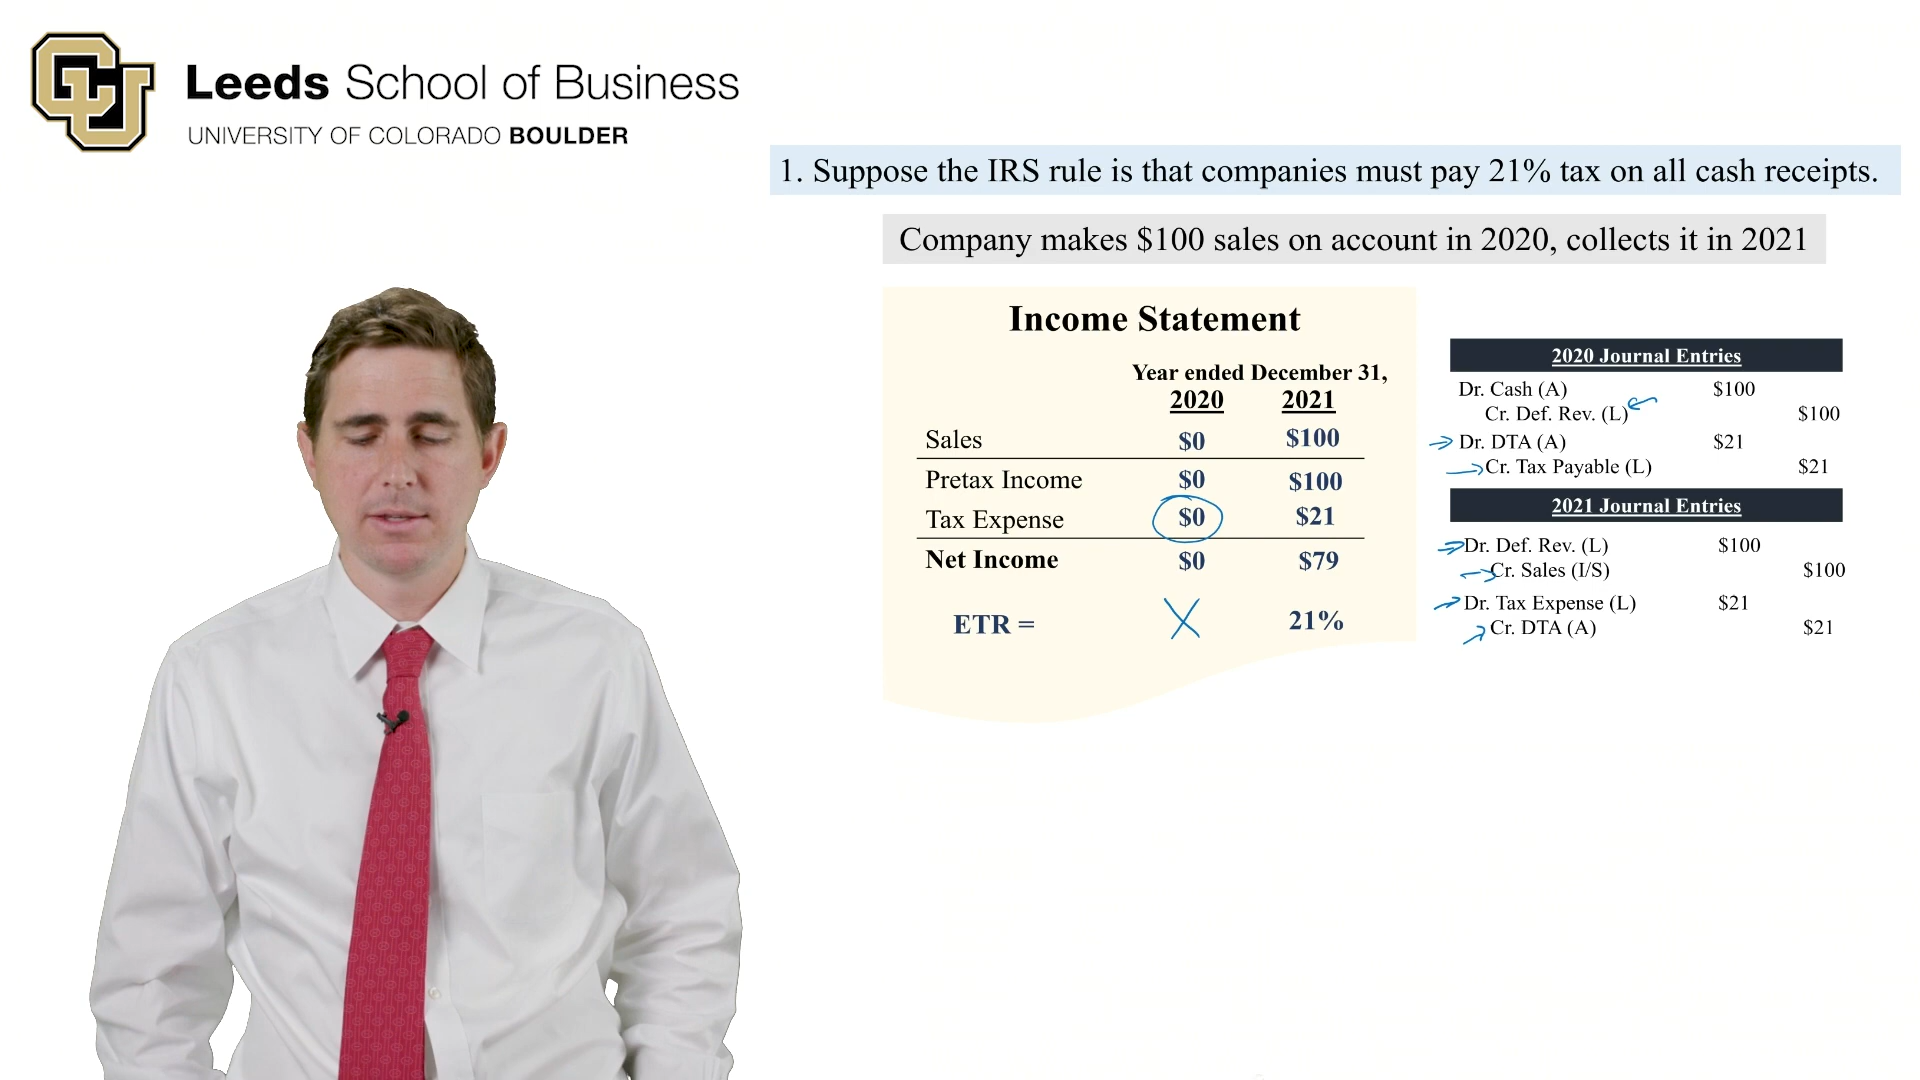 CU
Leeds School of Business
UNIVERSITY OF COLORADO BOULDER
1. Suppose the IRS rule is that companies must pay 21% tax on all cash receipts.
Company makes $100 sales on account in 2020, collects it in 2021
Income Statement
Year ended December 31,
2020 2021
Sales $0 $100
Pretax Income $0 $100
Tax Expense $0 $21
Net Income $0 $79
ETR = X 21%
2020 Journal Entries
Dr. Cash (A) $100
Cr. Def. Rev. (L) $100
Dr. DTA (A) $21
Cr. Tax Payable (L) $21
2021 Journal Entries
Dr. Def. Rev. (L) $100
Cr. Sales (I/S) $100
Dr. Tax Expense (L) $21
Cr. DTA (A) $21